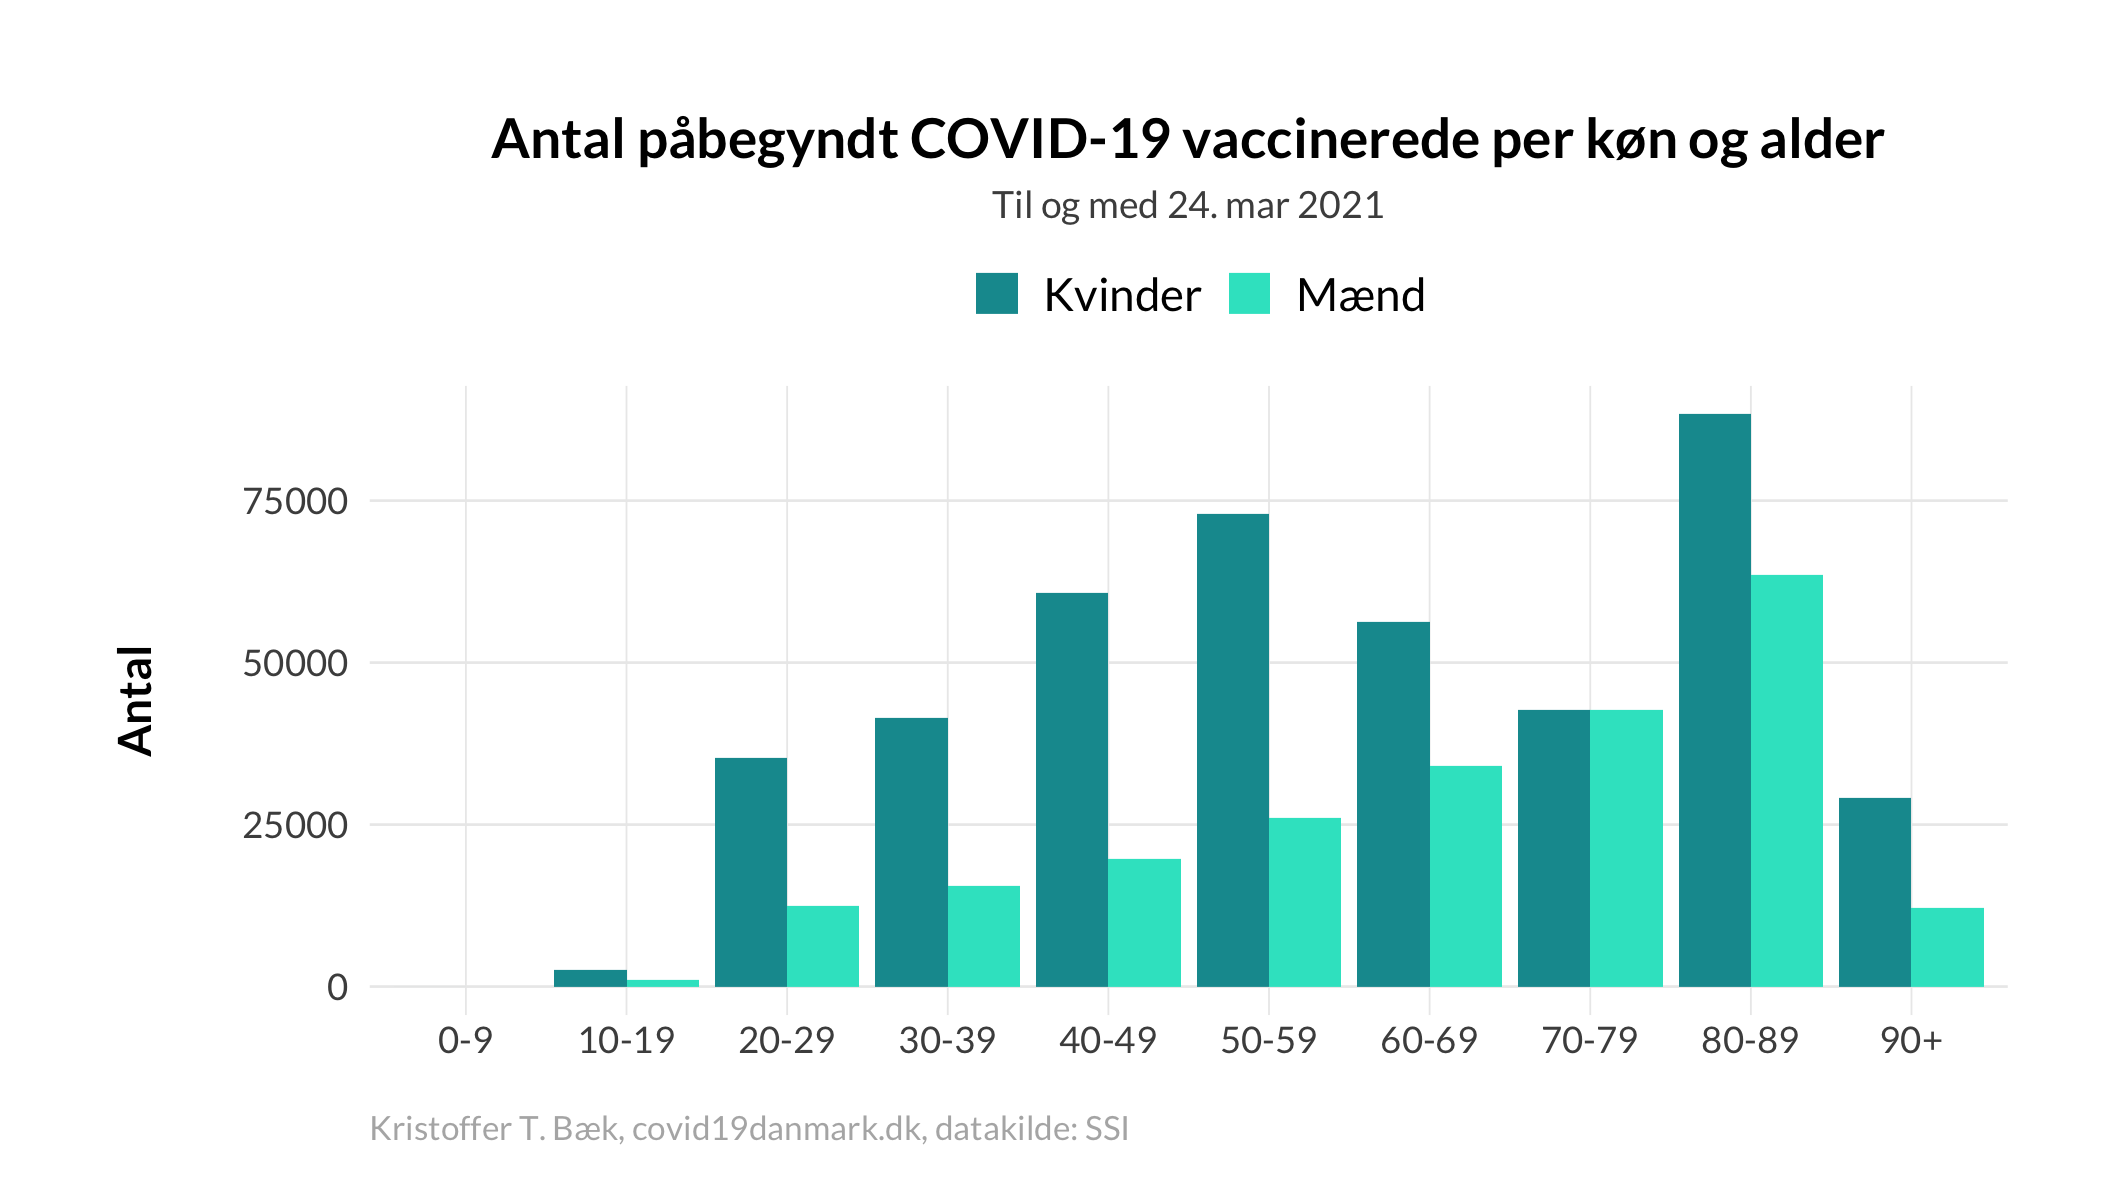 Antal påbegyndt COVID-19 vaccinerede per køn og alder
Til og med 24. mar 2021
Kvinder Mænd
Antal
75000
50000
25000
0
0-9 10-19 20-29 30-39 40-49 50-59 60-69 70-79 80-89 90+
Kristoffer T. Bæk, covid19danmark.dk, datakilde: SSI